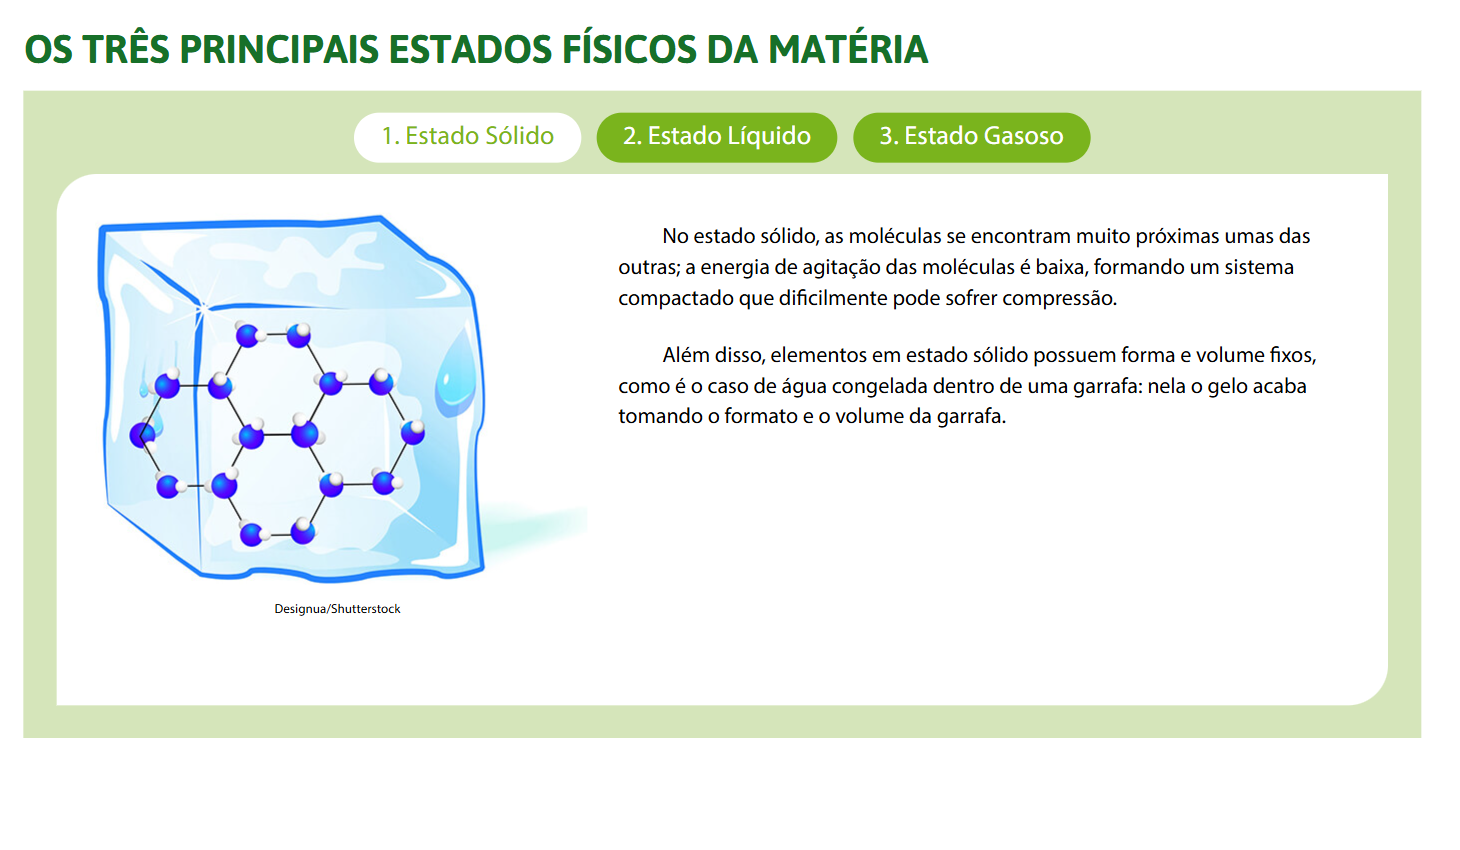 OS TRÊS PRINCIPAIS ESTADOS FÍSICOS DA MATÉRIA
1. Estado Sólido
2. Estado Líquido
3. Estado Gasoso
No estado sólido, as moléculas se encontram muito próximas umas das
outras; a energia de agitação das moléculas é baixa, formando um sistema
compactado que dificilmente pode sofrer compressão.
Além disso, elementos em estado sólido possuem forma e volume fixos,
como é o caso de água congelada dentro de uma garrafa: nela o gelo acaba
tomando o formato e o volume da garrafa.
Designua/Shutterstock